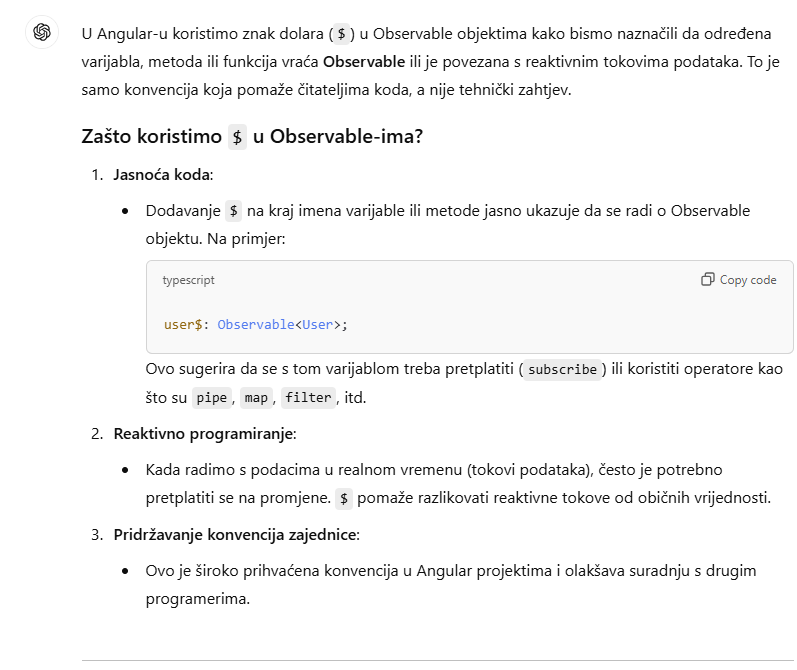 U Angular-u koristimo znak dolara ( $ ) u Observable objektima kako bismo naznačili da određena
varijabla, metoda ili funkcija vraća Observable ili je povezana s reaktivnim tokovima podataka. To je
samo konvencija koja pomaže čitateljima koda, a nije tehnički zahtjev.
Zašto koristimo $ u Observable-ima?
1. Jasnoća koda:
• Dodavanje $ na kraj imena varijable ili metode jasno ukazuje da se radi o Observable
objektu. Na primjer:
typescript Copy code
user$: Observable<User>;
Ovo sugerira da se s tom varijablom treba pretplatiti ( subscribe ) ili koristiti operatore kao
što su pipe , map , filter , itd.
2. Reaktivno programiranje:
• Kada radimo s podacima u realnom vremenu (tokovi podataka), često je potrebno
pretplatiti se na promjene. $ pomaže razlikovati reaktivne tokove od običnih vrijednosti.
3. Pridržavanje konvencija zajednice:
• Ovo je široko prihvaćena konvencija u Angular projektima i olakšava suradnju s drugim
programerima.